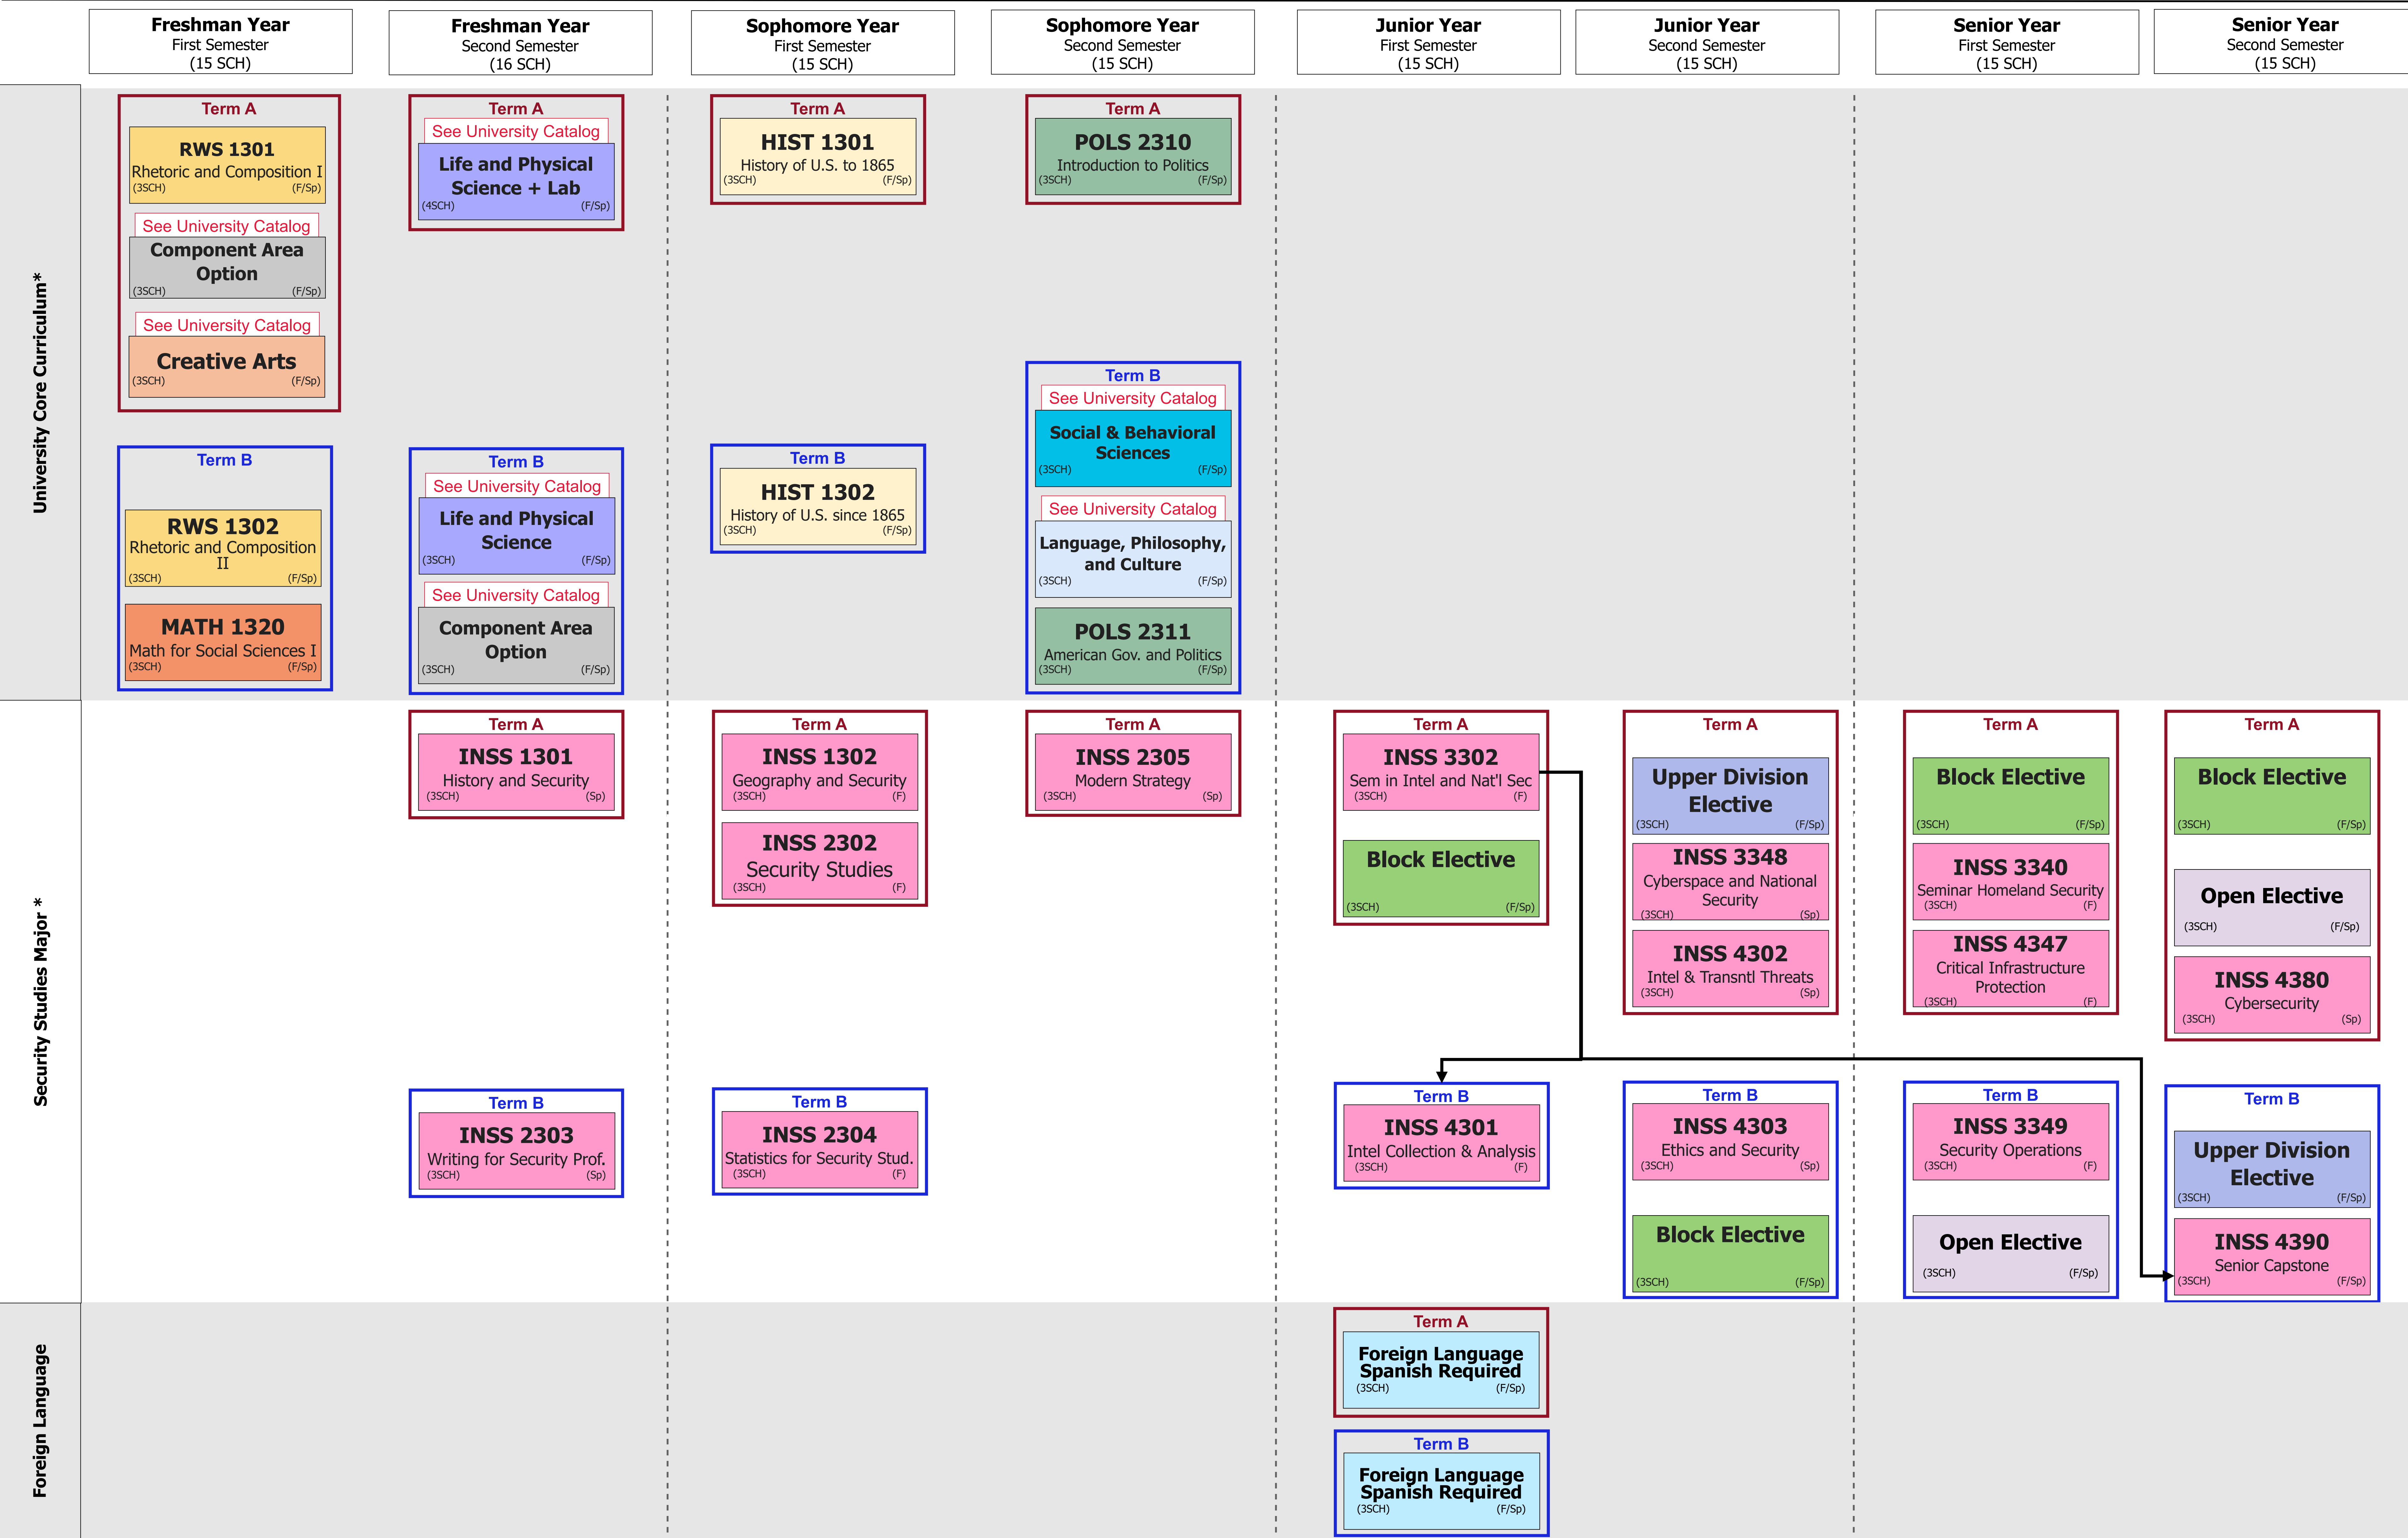 Freshman Year
First Semester
(15 SCH)
Freshman Year
Second Semester
(16 SCH)
Sophomore Year
First Semester
(15 SCH)
Sophomore Year
Second Semester
(15 SCH)
Junior Year
First Semester
(15 SCH)
Junior Year
Second Semester
(15 SCH)
Senior Year
First Semester
(15 SCH)
Senior Year
Second Semester
(15 SCH)
University Core Curriculum*
Term A
RWS 1301
Rhetoric and Composition I
(3SCH) (F/Sp)
See University Catalog
Component Area
Option
(3SCH) (F/Sp)
See University Catalog
Creative Arts
(3SCH) (F/Sp)
Term B
RWS 1302
Rhetoric and Composition
II
(3SCH) (F/Sp)
MATH 1320
Math for Social Sciences I
(3SCH) (F/Sp)
Term A
See University Catalog
Life and Physical
Science + Lab
(4SCH) (F/Sp)
Term B
See University Catalog
Life and Physical
Science
(3SCH) (F/Sp)
See University Catalog
Component Area
Option
(3SCH) (F/Sp)
Term A
HIST 1301
History of U.S. to 1865
(3SCH) (F/Sp)
Term B
HIST 1302
History of U.S. since 1865
(3SCH) (F/Sp)
Term A
POLS 2310
Introduction to Politics
(3SCH) (F/Sp)
Term B
See University Catalog
Social & Behavioral
Sciences
(3SCH) (F/Sp)
See University Catalog
Language, Philosophy,
and Culture
(3SCH) (F/Sp)
POLS 2311
American Gov. and Politics
(3SCH) (F/Sp)
Security Studies Major *
Term A
INSS 1301
History and Security
(3SCH) (Sp)
Term B
INSS 2303
Writing for Security Prof.
(3SCH) (Sp)
Term A
INSS 1302
Geography and Security
(3SCH) (F)
INSS 2302
Security Studies
(3SCH) (F)
Term B
INSS 2304
Statistics for Security Stud.
(3SCH) (F)
Term A
INSS 2305
Modern Strategy
(3SCH) (Sp)
Term A
INSS 3302
Sem in Intel and Nat'l Sec
(3SCH) (F)
Block Elective
(3SCH) (F/Sp)
Term B
INSS 4301
Intel Collection & Analysis
(3SCH) (F)
Term A
Upper Division
Elective
(3SCH) (F/Sp)
INSS 3348
Cyberspace and National
Security
(3SCH) (Sp)
INSS 4302
Intel & Transntl Threats
(3SCH) (Sp)
Term B
INSS 4303
Ethics and Security
(3SCH) (Sp)
Block Elective
(3SCH) (F/Sp)
Term A
Block Elective
(3SCH) (F/Sp)
INSS 3340
Seminar Homeland Security
(3SCH) (F)
INSS 4347
Critical Infrastructure
Protection
(3SCH) (F)
Term B
INSS 3349
Security Operations
(3SCH) (F)
Open Elective
(3SCH) (F/Sp)
Term A
Block Elective
(3SCH) (F/Sp)
Open Elective
(3SCH) (F/Sp)
INSS 4380
Cybersecurity
(3SCH) (Sp)
Term B
Upper Division
Elective
(3SCH) (F/Sp)
INSS 4390
Senior Capstone
(3SCH) (F/Sp)
Foreign Language
Term A
Foreign Language
Spanish Required
(3SCH) (F/Sp)
Term B
Foreign Language
Spanish Required
(3SCH) (F/Sp)